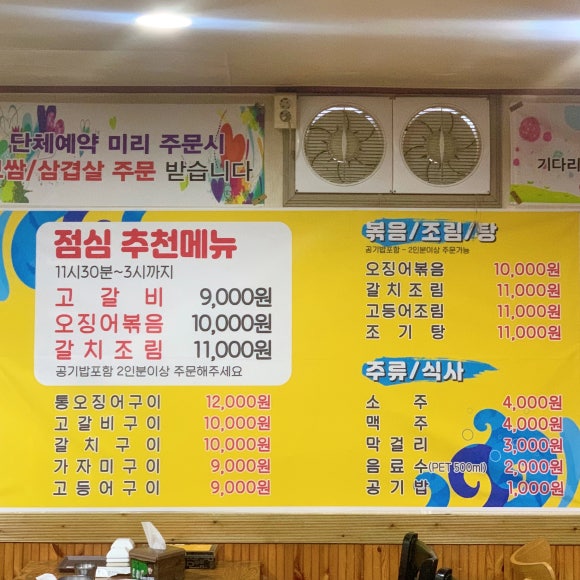 단체예약 미리 주문시
쌈/삼겹살 주문 받습니다
기다리
점심 추천메뉴
11시30분~3시까지
고갈비 9,000원
오징어볶음 10,000원
갈치조림 11,000원
공기밥포함 2인분이상 주문해주세요
통오징어구이 12,000원
고갈비구이 10,000원
갈치구이 10,000원
가자미구이 9,000원
고등어구이 9,000원
볶음/조림/탕
공기밥포함 - 2인분이상 주문가능
오징어볶음 10,000원
갈치조림 11,000원
고등어조림 11,000원
조기탕 11,000원
주류/식사
소주 4,000원
맥주 4,000원
막걸리 3,000원
음료수(PET 500ml) 2,000원
공기밥 1,000원